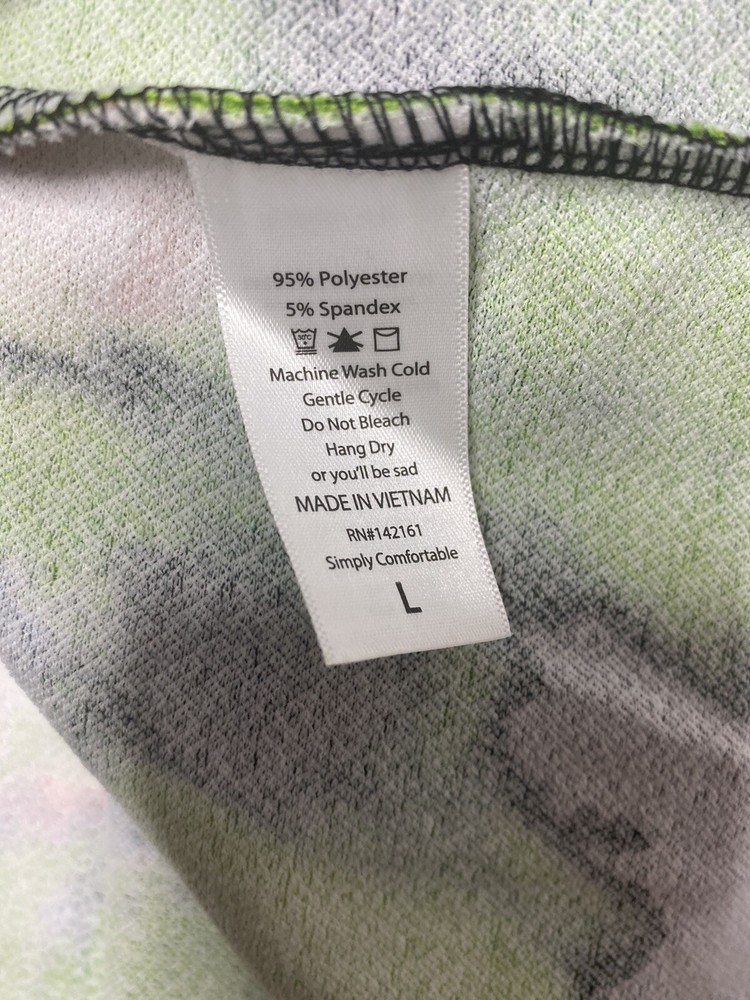 95% Polyester
5% Spandex
30°C
Machine Wash Cold
Gentle Cycle
Do Not Bleach
Hang Dry
or you'll be sad
MADE IN VIETNAM
RN#142161
Simply Comfortable
L